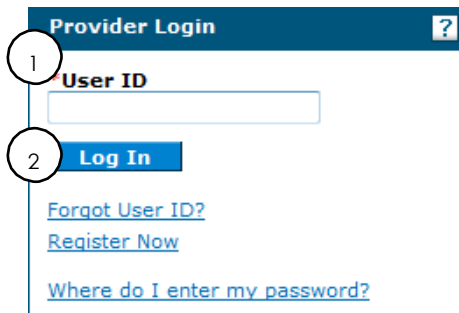 Provider Login ?
1
*User ID
2 Log In
Forgot User ID?
Register Now
Where do I enter my password?